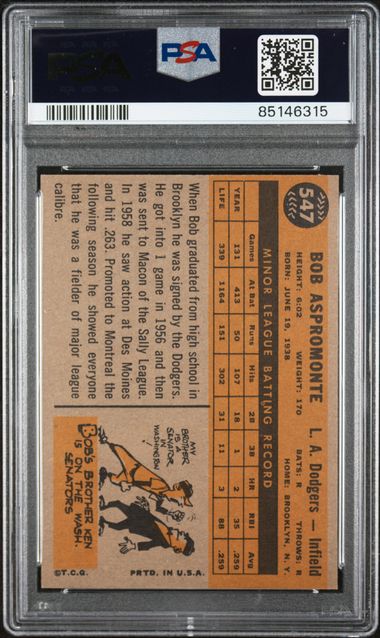 PSA
PSA
85146315
547
BOB ASPROMONTE L. A. Dodgers — Infield
HEIGHT: 6:02 WEIGHT: 170 BATS: R THROWS: R
BORN: JUNE 19, 1938 HOME: BROOKLYN, N. Y.
MINOR LEAGUE BATTING RECORD
Games At Bat Runs Hits 2B 3B HR RBI Avg
YEAR 131 413 50 107 18 1 2 35 .259
LIFE 339 1164 151 302 31 11 3 88 .259
When Bob graduated from high school in
Brooklyn he was signed by the Dodgers.
He got into 1 game in 1956 and then
was sent to Macon of the Sally League.
In 1958 he saw action at Des Moines
and hit .263. Promoted to Montreal the
following season he showed everyone
that he was a fielder of major league
calibre.
MY
BROTHER
IS A
SENATOR
IN
WASHINGTON
BOB'S BROTHER KEN
IS ON THE WASH.
SENATORS
©T.C.G. PRTD. IN U.S.A.